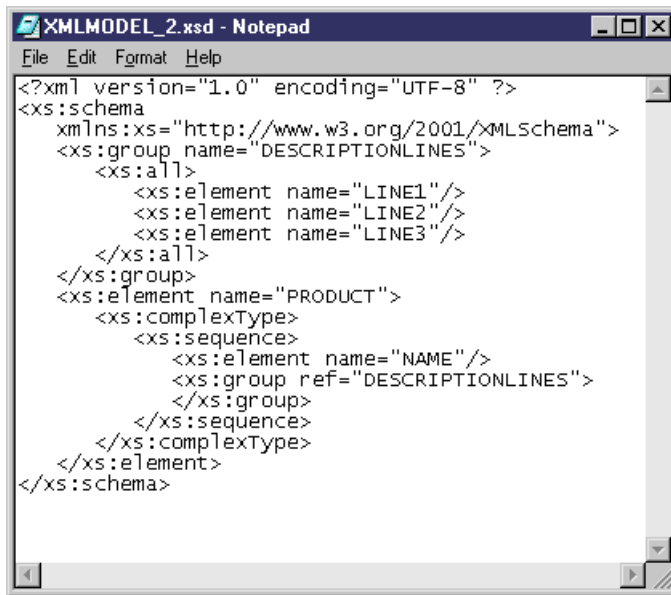 XMLMODEL_2.xsd - Notepad
File Edit Format Help
<?xml version="1.0" encoding="UTF-8" ?>
<xs:schema
   xmlns:xs="http://www.w3.org/2001/XMLSchema">
   <xs:group name="DESCRIPTIONLINES">
      <xs:all>
         <xs:element name="LINE1"/>
         <xs:element name="LINE2"/>
         <xs:element name="LINE3"/>
      </xs:all>
   </xs:group>
   <xs:element name="PRODUCT">
      <xs:complexType>
         <xs:sequence>
            <xs:element name="NAME"/>
            <xs:group ref="DESCRIPTIONLINES">
            </xs:group>
         </xs:sequence>
      </xs:complexType>
   </xs:element>
</xs:schema>